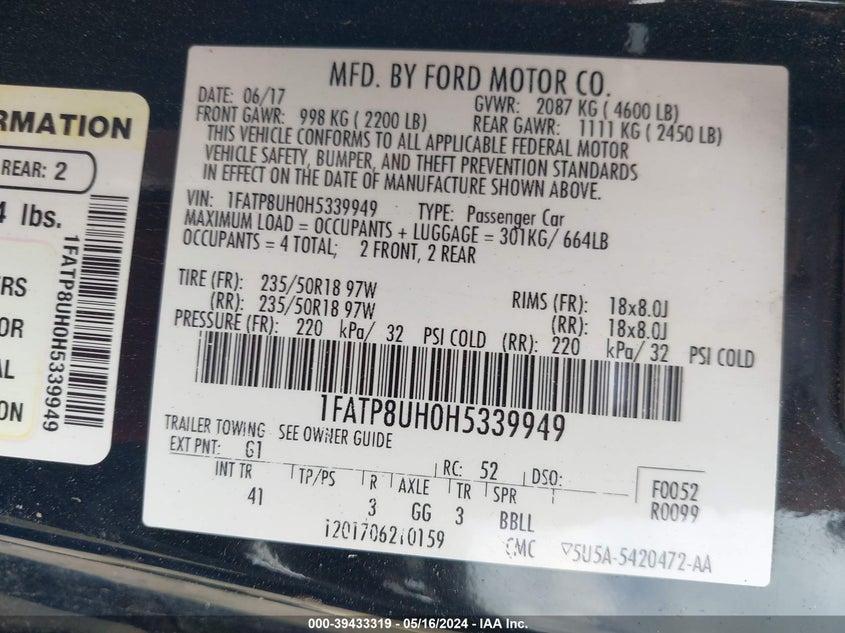 MFD. BY FORD MOTOR CO.
DATE: 06/17 GVWR: 2087 KG ( 4600 LB)
FRONT GAWR: 998 KG ( 2200 LB) REAR GAWR: 1111 KG ( 2450 LB)
THIS VEHICLE CONFORMS TO ALL APPLICABLE FEDERAL MOTOR
VEHICLE SAFETY, BUMPER, AND THEFT PREVENTION STANDARDS
IN EFFECT ON THE DATE OF MANUFACTURE SHOWN ABOVE.
VIN: 1FATP8UH0H5339949 TYPE: Passenger Car
MAXIMUM LOAD = OCCUPANTS + LUGGAGE = 301KG/ 664LB
OCCUPANTS = 4 TOTAL; 2 FRONT, 2 REAR
TIRE (FR): 235/50R18 97W RIMS (FR): 18x8.0J
(RR): 235/50R18 97W (RR): 18x8.0J
PRESSURE (FR): 220 kPa/ 32 PSI COLD (RR): 220 kPa/ 32 PSI COLD
1FATP8UH0H5339949
TRAILER TOWING SEE OWNER GUIDE
EXT PNT: G1 RC: 52 DSO:
INT TR TP/PS R AXLE TR SPR F0052
41 3 GG 3 BBLL R0099
1201706210159 CMC ▽5U5A-5420472-AA
RMATION
REAR: 2
4 lbs.
ERS
OR
AL
ON
1FATP8UH0H5339949
000-39433319 - 05/16/2024 - IAA Inc.